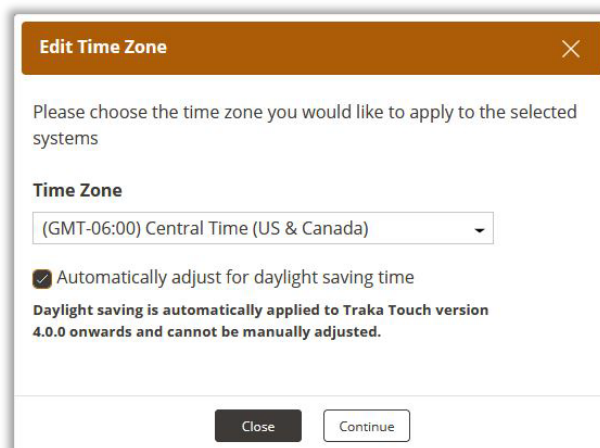 Edit Time Zone
Please choose the time zone you would like to apply to the selected
systems
Time Zone
(GMT-06:00) Central Time (US & Canada)
Automatically adjust for daylight saving time
Daylight saving is automatically applied to Traka Touch version
4.0.0 onwards and cannot be manually adjusted.
Close
Continue